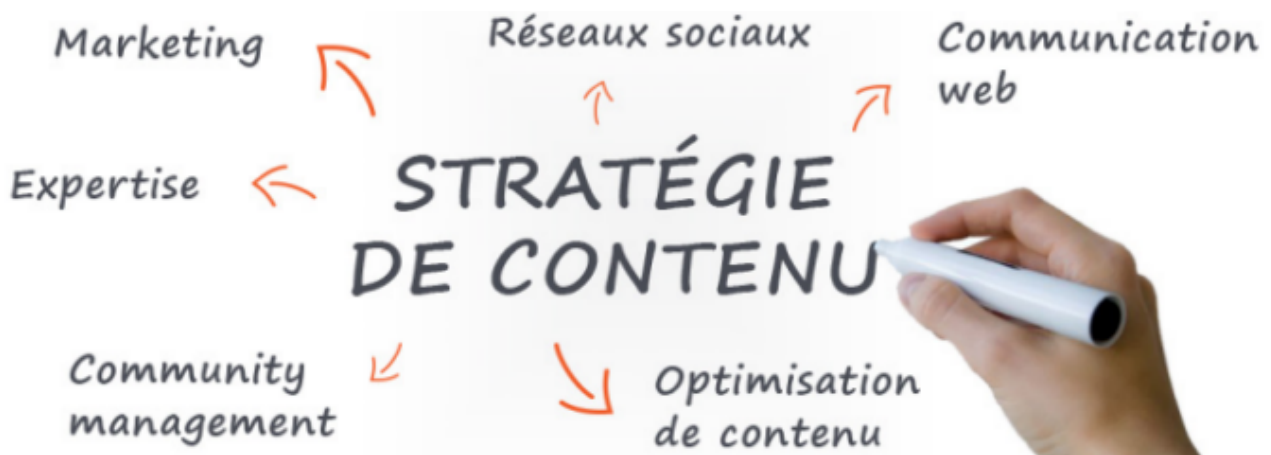 Marketing
Réseaux sociaux
Communication
web
Expertise
STRATÉGIE
DE CONTENU
Community
management
Optimisation
de contenu